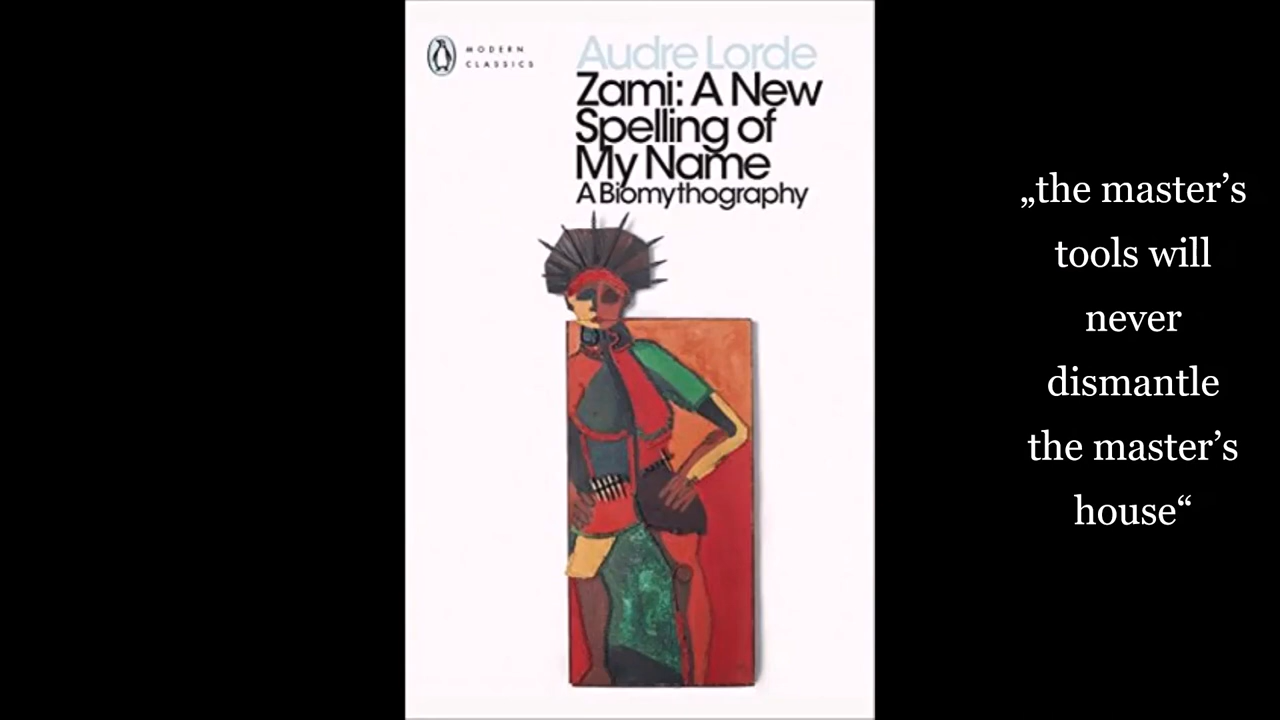 MODERN
CLASSICS
Audre Lorde
Zami: A New
Spelling of
My Name
A Biomythography
„the master’s
tools will
never
dismantle
the master’s
house“